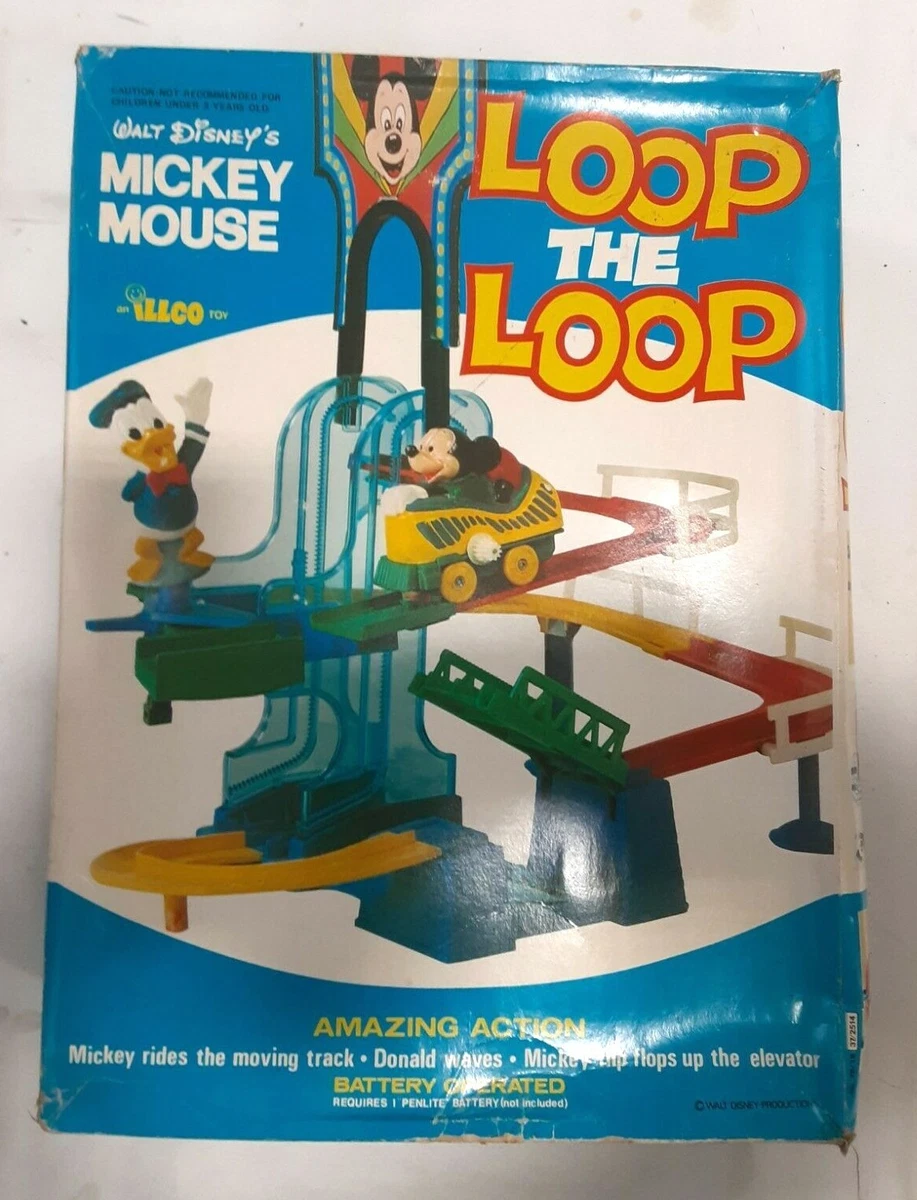 CAUTION-NOT RECOMMENDED FOR
CHILDREN UNDER 3 YEARS OLD
WALT DISNEY'S
MICKEY
MOUSE
an ILLCO TOY
LOOP
THE
LOOP
AMAZING ACTION
Mickey rides the moving track • Donald waves • Mickey flip flops up the elevator
BATTERY OPERATED
REQUIRES 1 PENLITE BATTERY (not included)
© WALT DISNEY PRODUCTIONS
37/2514